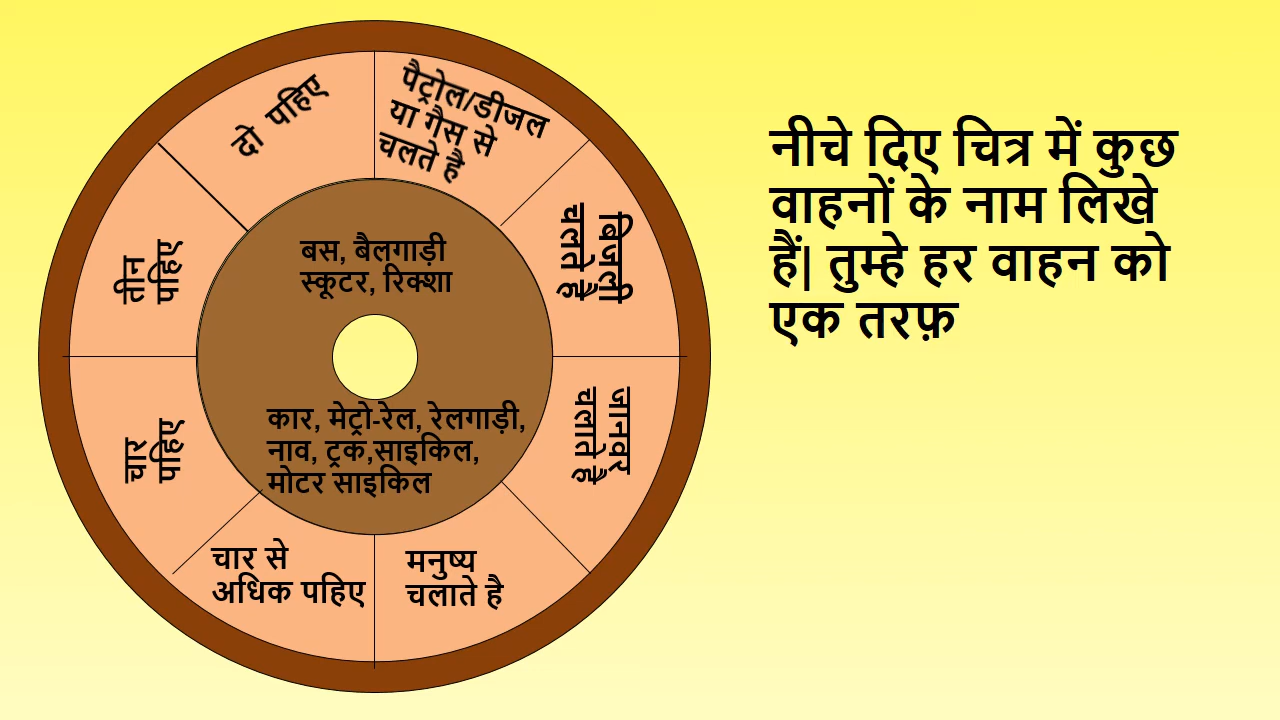 पैट्रोल/डीजल
या गैस से
चलते है
बिजली
चलते है
जानवर
चलाते है
मनुष्य
चलाते है
चार से
अधिक पहिए
चार
पहिए
तीन
पहिए
दो पहिए
बस, बैलगाड़ी
स्कूटर, रिक्शा
कार, मेट्रो-रेल, रेलगाड़ी,
नाव, ट्रक,साइकिल,
मोटर साइकिल
नीचे दिए चित्र में कुछ
वाहनों के नाम लिखे
हैं| तुम्हे हर वाहन को
एक तरफ़